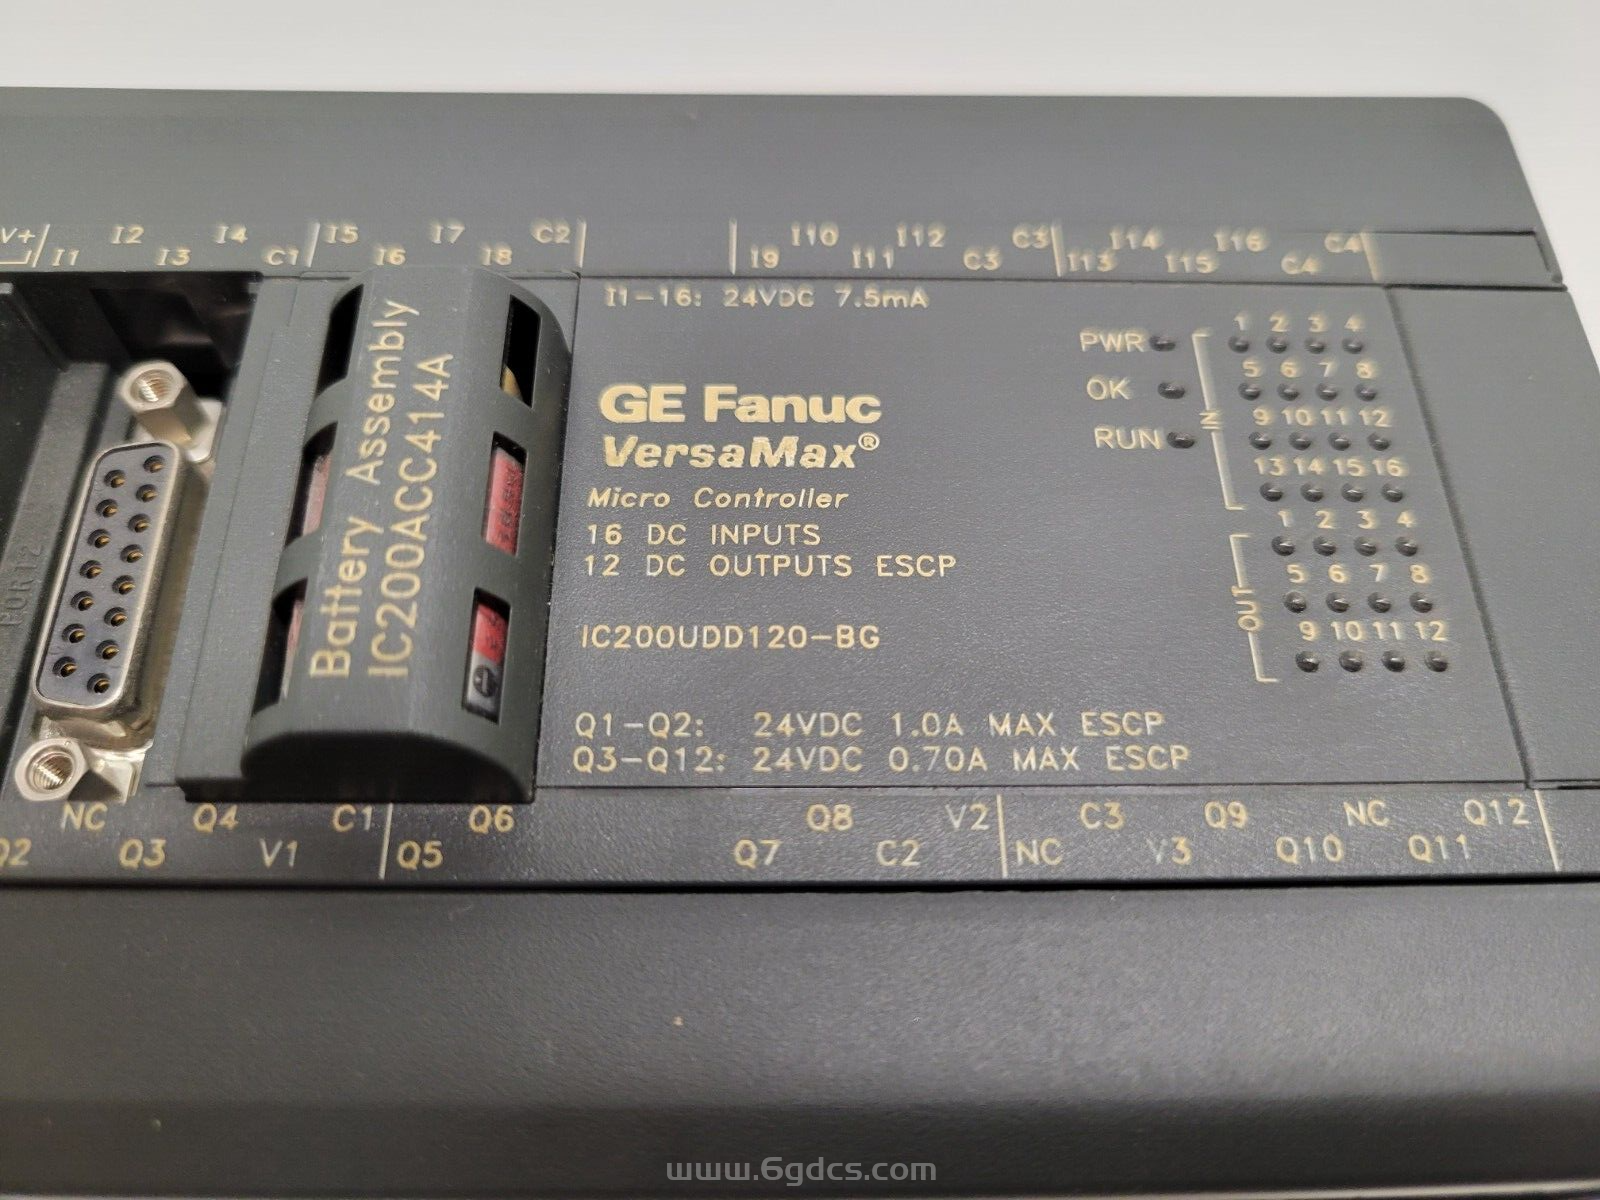 V+ I1 I2 I3 I4 C1 I5 I6 I7 I8 C2 I9 I10 I11 I12 C3 C3 I13 I14 I15 I16 C4 C4
I1-16: 24VDC 7.5mA
Battery Assembly
IC200ACC414A
GE Fanuc
VersaMax®
Micro Controller
16 DC INPUTS
12 DC OUTPUTS ESCP
IC200UDD120-BG
Q1-Q2: 24VDC 1.0A MAX ESCP
Q3-Q12: 24VDC 0.70A MAX ESCP
PWR
OK
RUN
IN
1 2 3 4
5 6 7 8
9 10 11 12
13 14 15 16
OUT
1 2 3 4
5 6 7 8
9 10 11 12
NC Q4 C1 Q6 Q8 V2 C3 Q9 NC Q12
Q2 Q3 V1 Q5 Q7 C2 NC V3 Q10 Q11
www.6gdcs.com